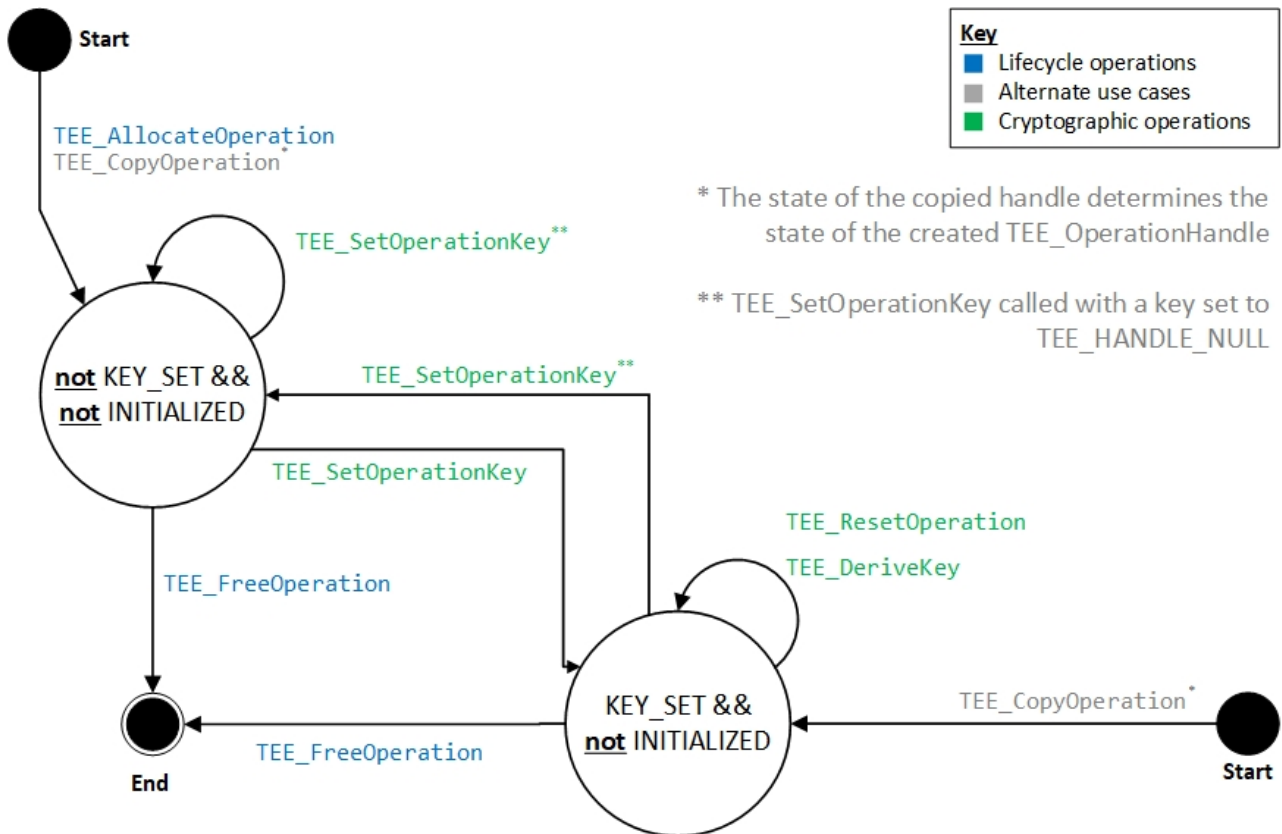 Start
Key
Lifecycle operations
Alternate use cases
Cryptographic operations
TEE_AllocateOperation
TEE_CopyOperation*
* The state of the copied handle determines the
state of the created TEE_OperationHandle
TEE_SetOperationKey**
** TEE_SetOperationKey called with a key set to
TEE_HANDLE_NULL
not KEY_SET &&
not INITIALIZED
TEE_SetOperationKey**
TEE_SetOperationKey
TEE_ResetOperation
TEE_DeriveKey
TEE_FreeOperation
KEY_SET &&
not INITIALIZED
TEE_CopyOperation*
TEE_FreeOperation
End
Start